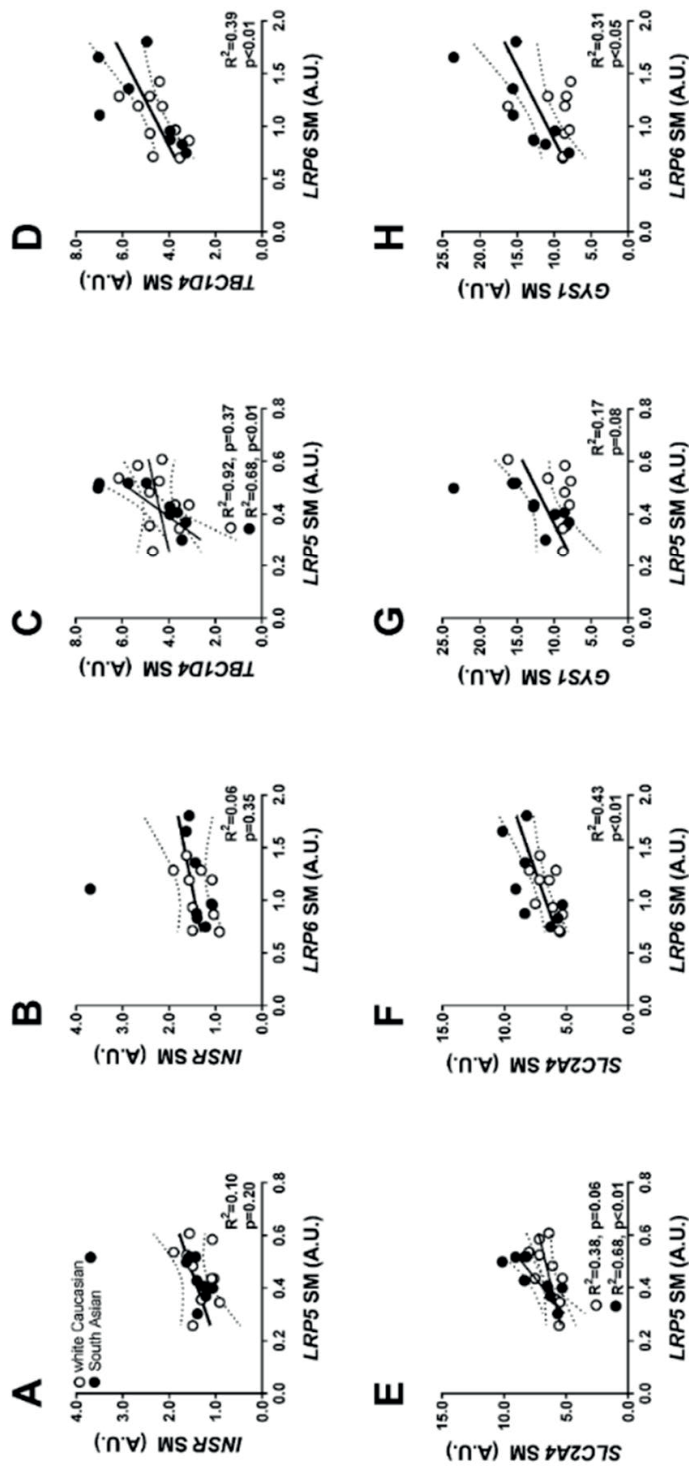 A
white Caucasian
South Asian
INSR SM (A.U.)
4.0
3.0
2.0
1.0
0.0
R²=0.10
p=0.20
0.0 0.2 0.4 0.6 0.8
LRP5 SM (A.U.)
B
INSR SM (A.U.)
4.0
3.0
2.0
1.0
0.0
R²=0.06
p=0.35
0.0 0.5 1.0 1.5 2.0
LRP6 SM (A.U.)
C
TBC1D4 SM (A.U.)
8.0
6.0
4.0
2.0
0.0
R²=0.92, p=0.37
R²=0.68, p<0.01
0.0 0.2 0.4 0.6 0.8
LRP5 SM (A.U.)
D
TBC1D4 SM (A.U.)
8.0
6.0
4.0
2.0
0.0
R²=0.39
p<0.01
0.0 0.5 1.0 1.5 2.0
LRP6 SM (A.U.)
E
SLC2A4 SM (A.U.)
15.0
10.0
5.0
0.0
R²=0.38, p=0.06
R²=0.68, p<0.01
0.0 0.2 0.4 0.6 0.8
LRP5 SM (A.U.)
F
SLC2A4 SM (A.U.)
15.0
10.0
5.0
0.0
R²=0.43
p<0.01
0.0 0.5 1.0 1.5 2.0
LRP6 SM (A.U.)
G
GYS1 SM (A.U.)
25.0
20.0
15.0
10.0
5.0
0.0
R²=0.17
p=0.08
0.0 0.2 0.4 0.6 0.8
LRP5 SM (A.U.)
H
GYS1 SM (A.U.)
25.0
20.0
15.0
10.0
5.0
0.0
R²=0.31
p<0.05
0.0 0.5 1.0 1.5 2.0
LRP6 SM (A.U.)